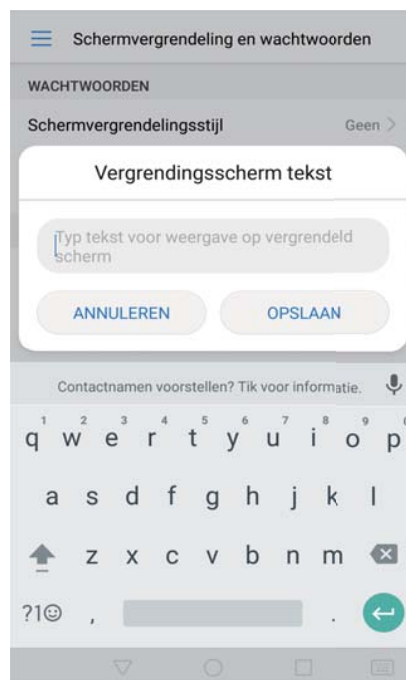 Schermvergrendeling en wachtwoorden
WACHTWOORDEN
Schermvergrendelingsstijl Geen >
Vergrendingsscherm tekst
Typ tekst voor weergave op vergrendeld
scherm
ANNULEREN OPSLAAN
Contactnamen voorstellen? Tik voor informatie.
1 2 3 4 5 6 7 8 9 0
q w e r t y u i o p
a s d f g h j k l
z x c v b n m
?1☺ , .